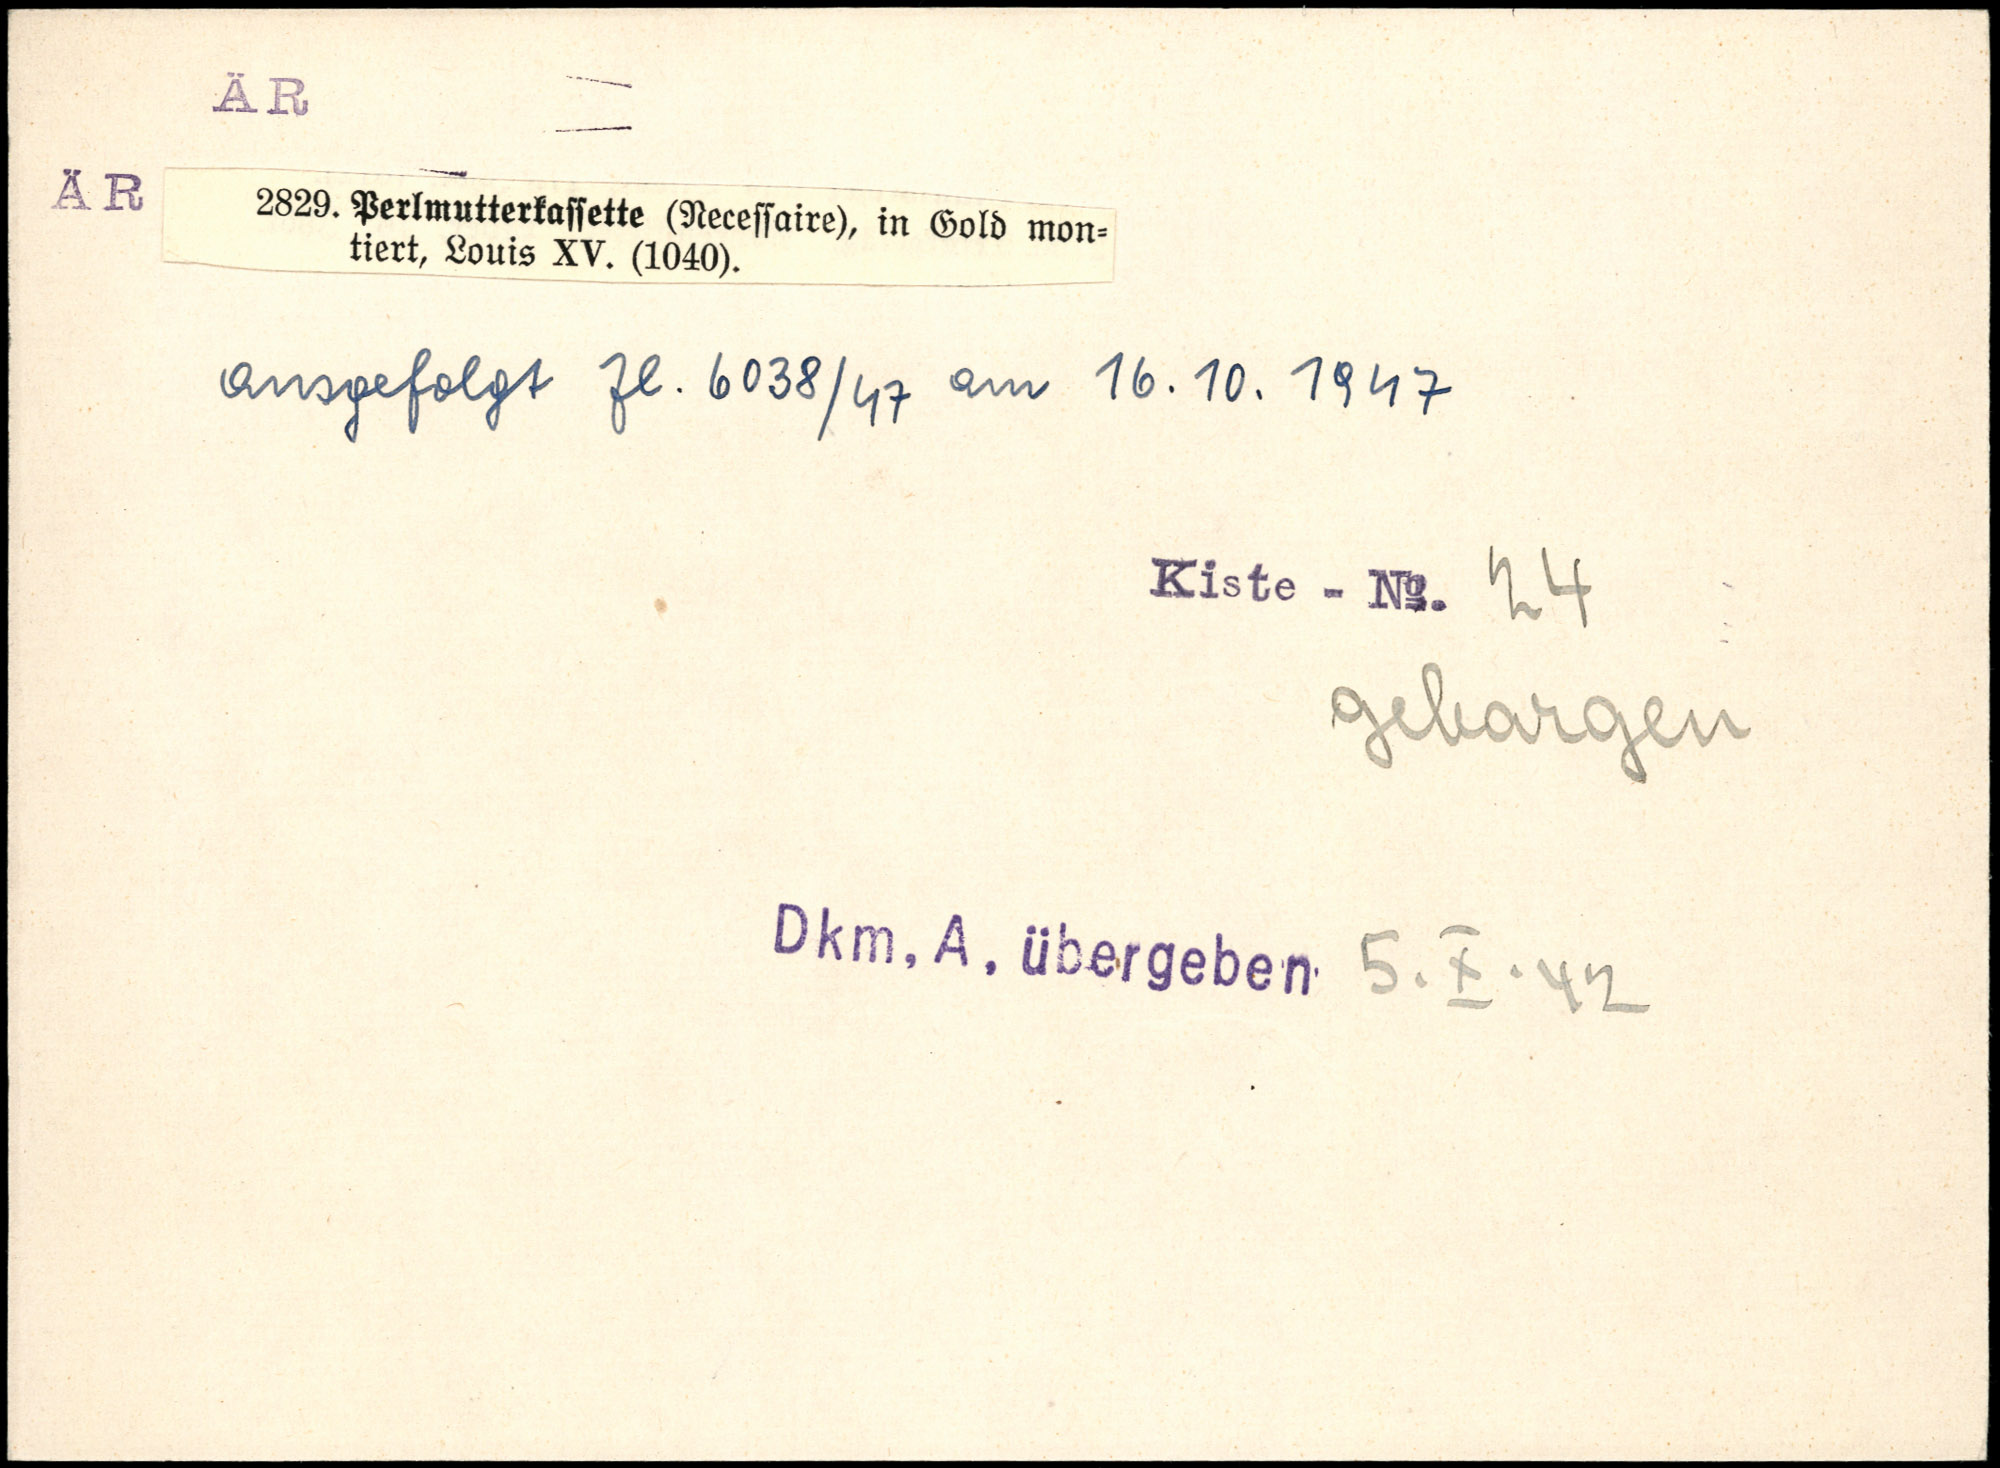 ÄR
ÄR
2829. Perlmutterkassette (Necessaire), in Gold mon-
tiert, Louis XV. (1040).
ausgefolgt Zl. 6038/47 am 16.10.1947
Kiste - No. 24
geborgen
Dkm. A. übergeben 5.X.42